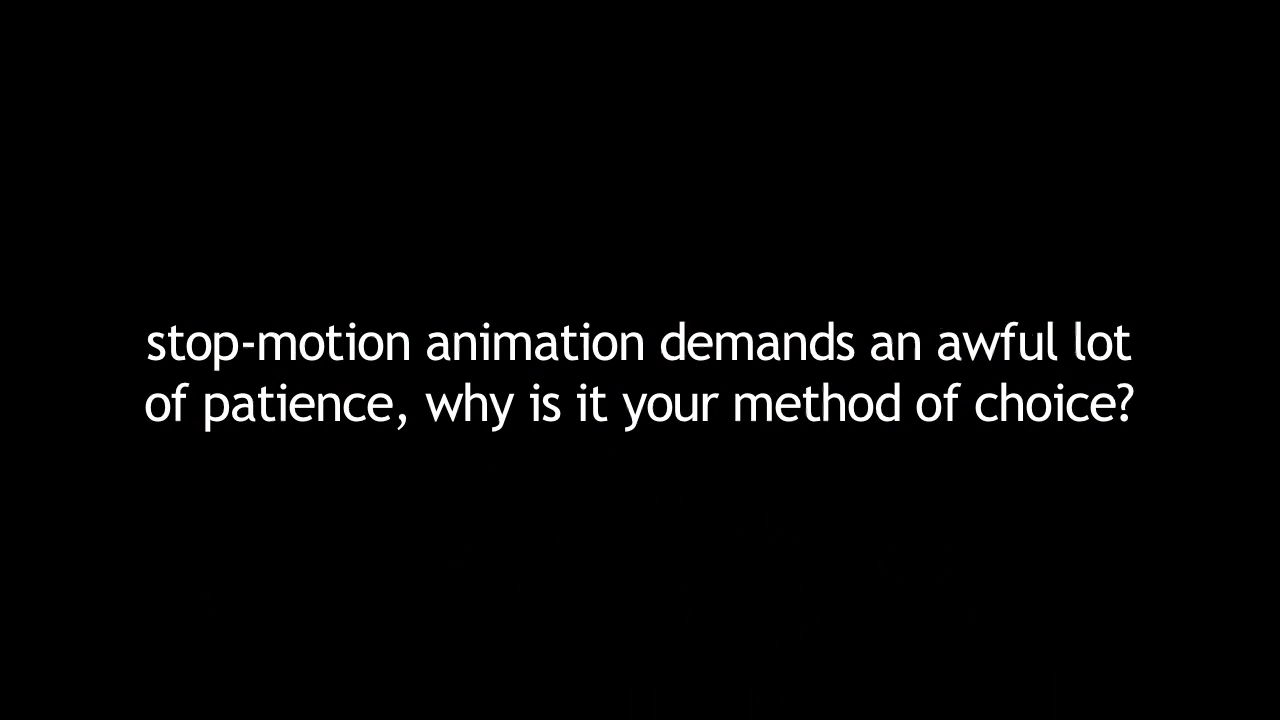 stop-motion animation demands an awful lot
of patience, why is it your method of choice?